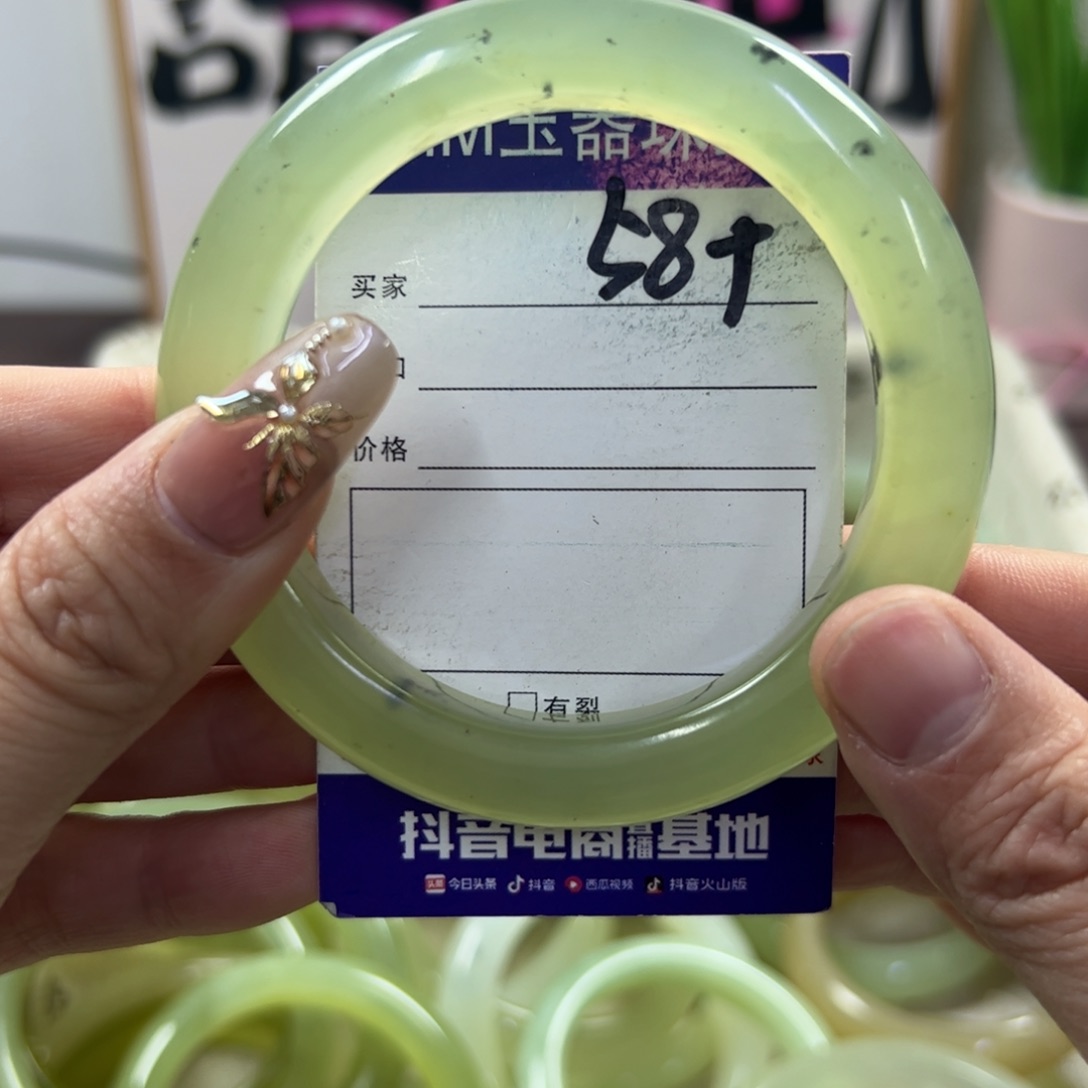 玉器珠
58+
买家
价格
有裂
抖音电商直播基地
今日头条 抖音 西瓜视频 抖音火山版